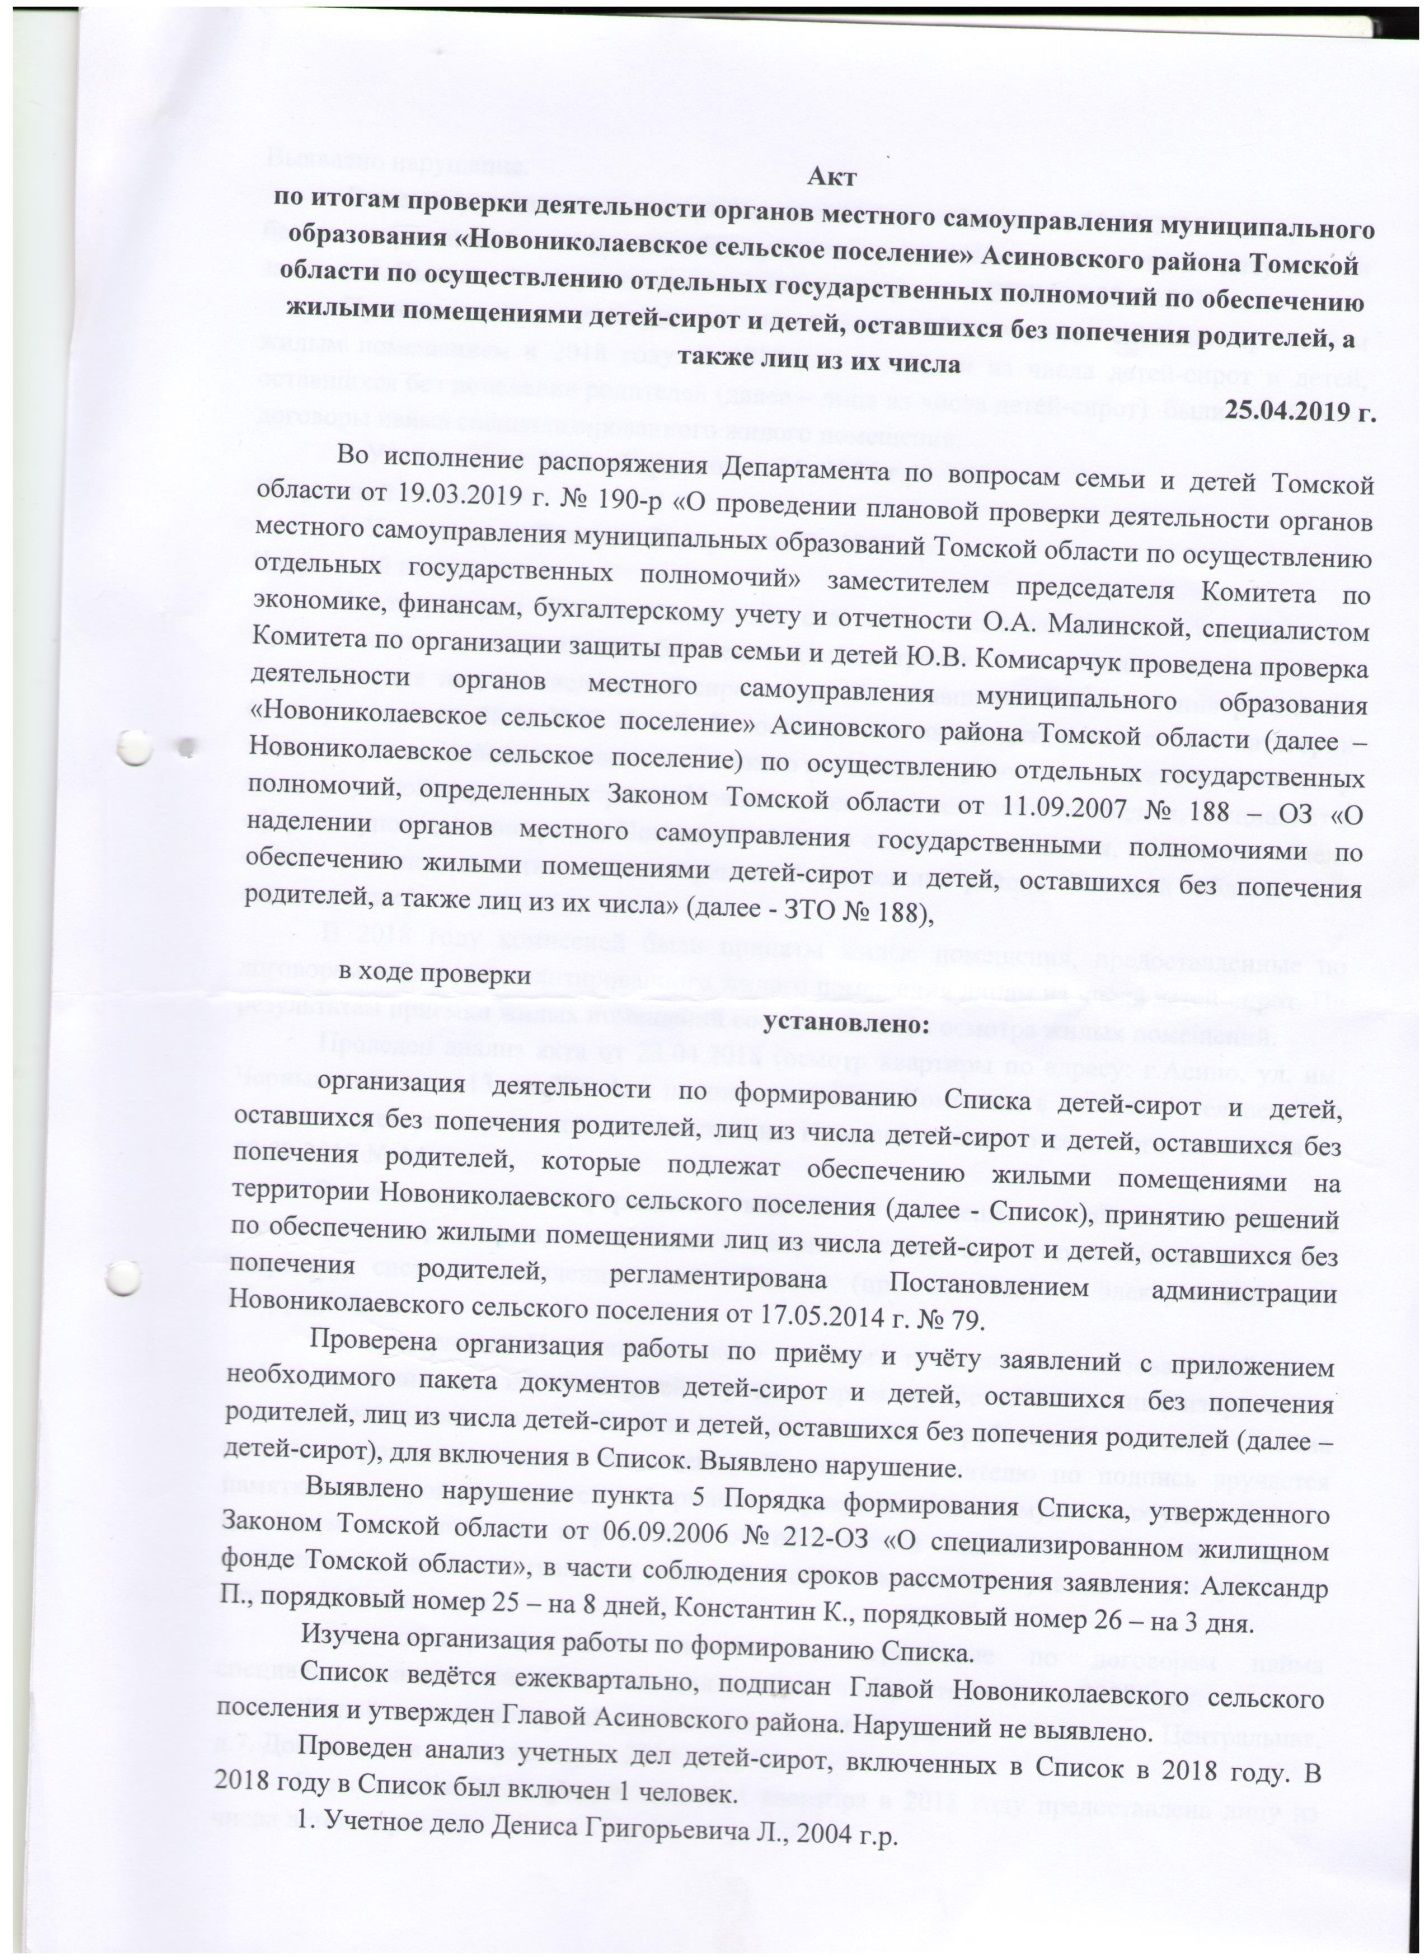 Акт
по итогам проверки деятельности органов местного самоуправления муниципального
образования «Новониколаевское сельское поселение» Асиновского района Томской
области по осуществлению отдельных государственных полномочий по обеспечению
жилыми помещениями детей-сирот и детей, оставшихся без попечения родителей, а
также лиц из их числа
25.04.2019 г.
Во исполнение распоряжения Департамента по вопросам семьи и детей Томской
области от 19.03.2019 г. № 190-р «О проведении плановой проверки деятельности органов
местного самоуправления муниципальных образований Томской области по осуществлению
отдельных государственных полномочий» заместителем председателя Комитета по
экономике, финансам, бухгалтерскому учету и отчетности О.А. Малинской, специалистом
Комитета по организации защиты прав семьи и детей Ю.В. Комисарчук проведена проверка
деятельности органов местного самоуправления муниципального образования
«Новониколаевское сельское поселение» Асиновского района Томской области (далее –
Новониколаевское сельское поселение) по осуществлению отдельных государственных
полномочий, определенных Законом Томской области от 11.09.2007 № 188 – ОЗ «О
наделении органов местного самоуправления государственными полномочиями по
обеспечению жилыми помещениями детей-сирот и детей, оставшихся без попечения
родителей, а также лиц из их числа» (далее - ЗТО № 188),
в ходе проверки
установлено:
организация деятельности по формированию Списка детей-сирот и детей,
оставшихся без попечения родителей, лиц из числа детей-сирот и детей, оставшихся без
попечения родителей, которые подлежат обеспечению жилыми помещениями на
территории Новониколаевского сельского поселения (далее - Список), принятию решений
по обеспечению жилыми помещениями лиц из числа детей-сирот и детей, оставшихся без
попечения родителей, регламентирована Постановлением администрации
Новониколаевского сельского поселения от 17.05.2014 г. № 79.
Проверена организация работы по приёму и учёту заявлений с приложением
необходимого пакета документов детей-сирот и детей, оставшихся без попечения
родителей, лиц из числа детей-сирот и детей, оставшихся без попечения родителей (далее –
детей-сирот), для включения в Список. Выявлено нарушение.
Выявлено нарушение пункта 5 Порядка формирования Списка, утвержденного
Законом Томской области от 06.09.2006 № 212-ОЗ «О специализированном жилищном
фонде Томской области», в части соблюдения сроков рассмотрения заявления: Александр
П., порядковый номер 25 – на 8 дней, Константин К., порядковый номер 26 – на 3 дня.
Изучена организация работы по формированию Списка.
Список ведётся ежеквартально, подписан Главой Новониколаевского сельского
поселения и утвержден Главой Асиновского района. Нарушений не выявлено.
Проведен анализ учетных дел детей-сирот, включенных в Список в 2018 году. В
2018 году в Список был включен 1 человек.
1. Учетное дело Дениса Григорьевича Л., 2004 г.р.